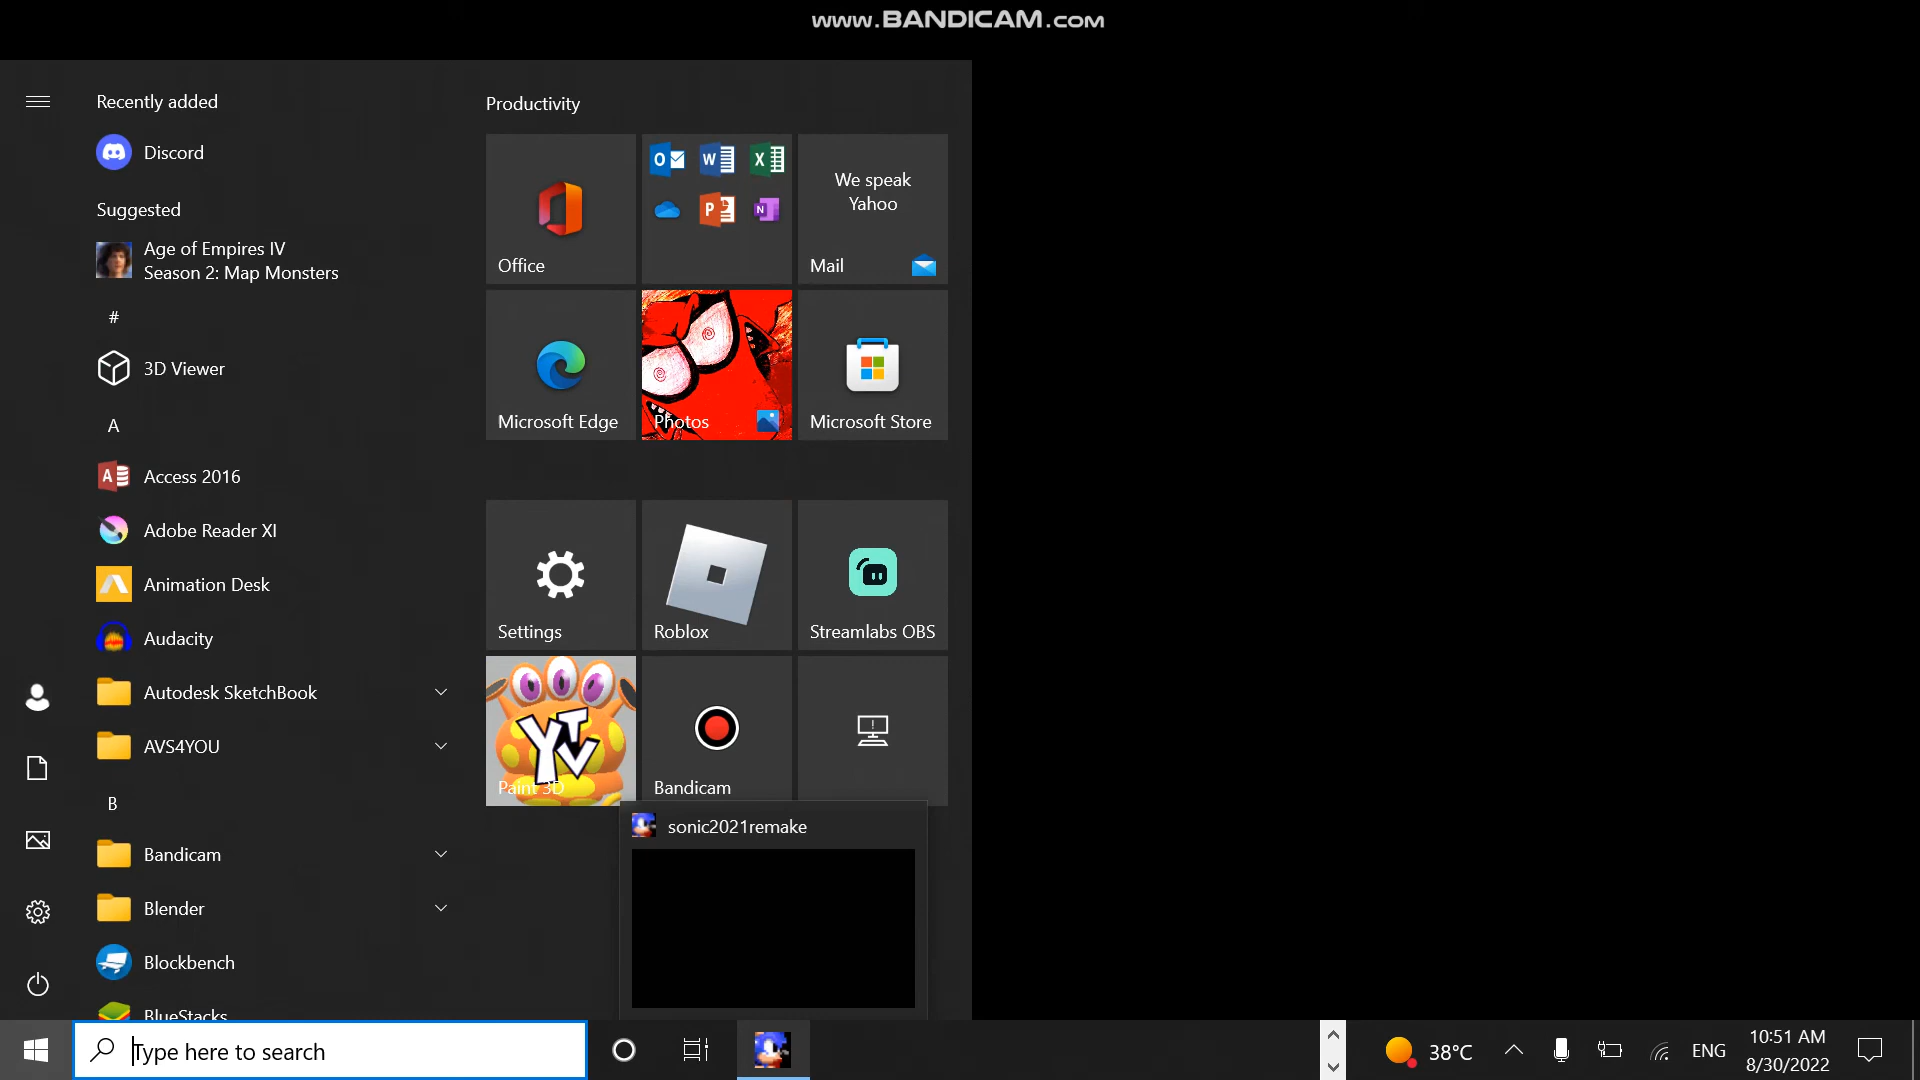 www.BANDICAM.com
Recently added
Discord
Suggested
Age of Empires IV
Season 2: Map Monsters
#
3D Viewer
A
Access 2016
Adobe Reader XI
Animation Desk
Audacity
Autodesk SketchBook
AVS4YOU
B
Bandicam
Blender
Blockbench
BlueStacks
Productivity
Office
We speak
Yahoo
Mail
Microsoft Edge
Photos
Microsoft Store
Settings
Roblox
Streamlabs OBS
YTV
Paint 3D
Bandicam
sonic2021remake
Type here to search
38°C
ENG
10:51 AM
8/30/2022